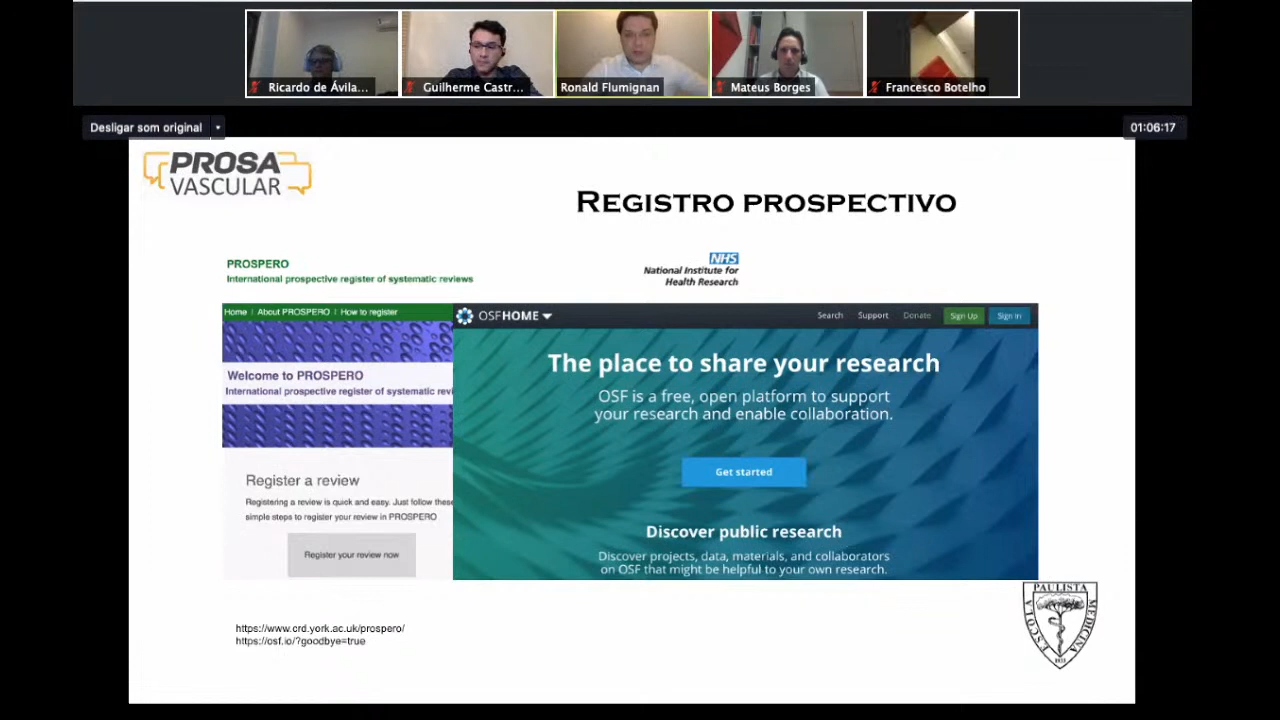 Ricardo de Ávila...
Guilherme Castr...
Ronald Flumignan
Mateus Borges
Francesco Botelho
Desligar som original
01:06:17
PROSA
VASCULAR
REGISTRO PROSPECTIVO
PROSPERO
International prospective register of systematic reviews
NHS
National Institute for
Health Research
Home | About PROSPERO | How to register
Welcome to PROSPERO
International prospective register of systematic revi
Register a review
Registering a review is quick and easy. Just follow these
simple steps to register your review in PROSPERO
Register your review now
OSFHOME
Search
Support
Donate
Sign Up
Sign In
The place to share your research
OSF is a free, open platform to support
your research and enable collaboration.
Get started
Discover public research
Discover projects, data, materials, and collaborators
on OSF that might be helpful to your own research.
https://www.crd.york.ac.uk/prospero/
https://osf.io/?goodbye=true
ESCOLA
PAULISTA
MEDICINA
1933